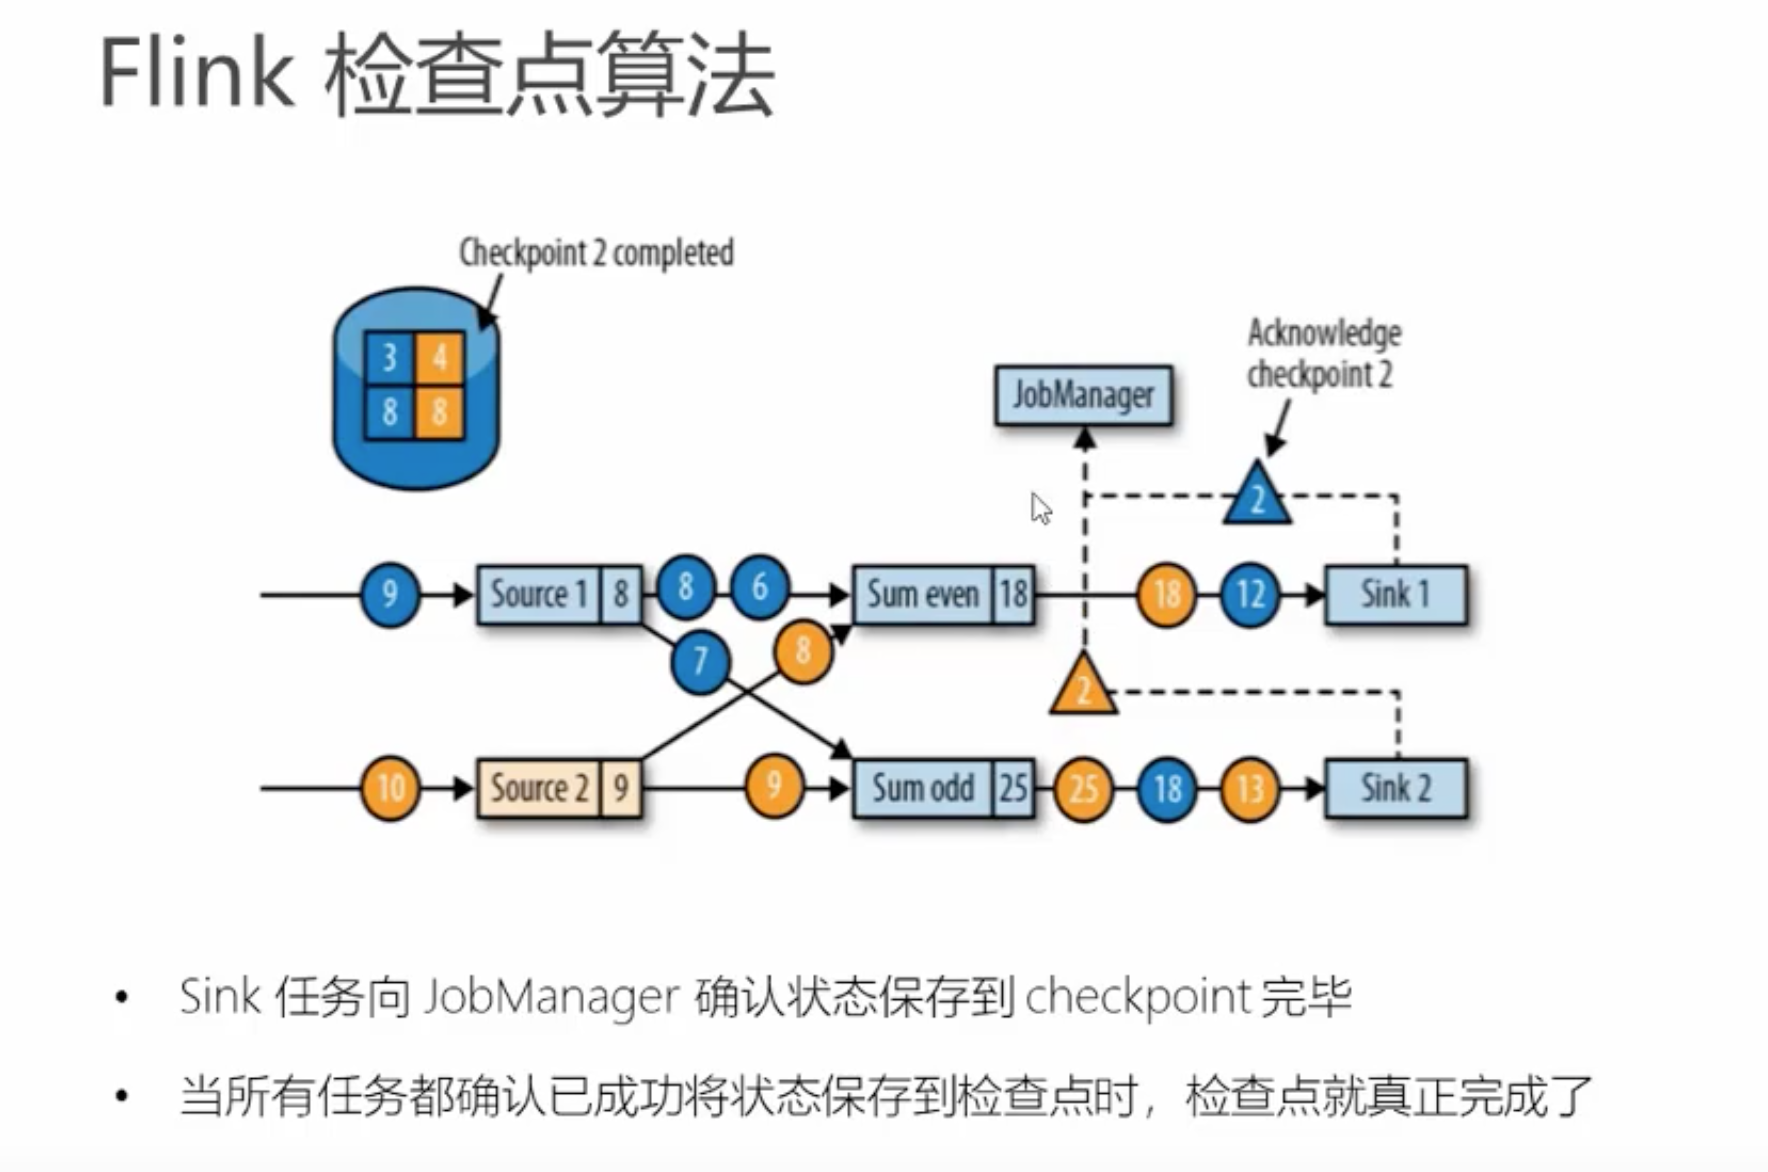 Flink 检查点算法
Checkpoint 2 completed
3 4
8 8
Acknowledge
checkpoint 2
JobManager
2
9 Source 1 8 8 6 Sum even 18 18 12 Sink 1
7 8
2
10 Source 2 9 9 Sum odd 25 25 18 13 Sink 2
• Sink 任务向 JobManager 确认状态保存到 checkpoint 完毕
• 当所有任务都确认已成功将状态保存到检查点时，检查点就真正完成了